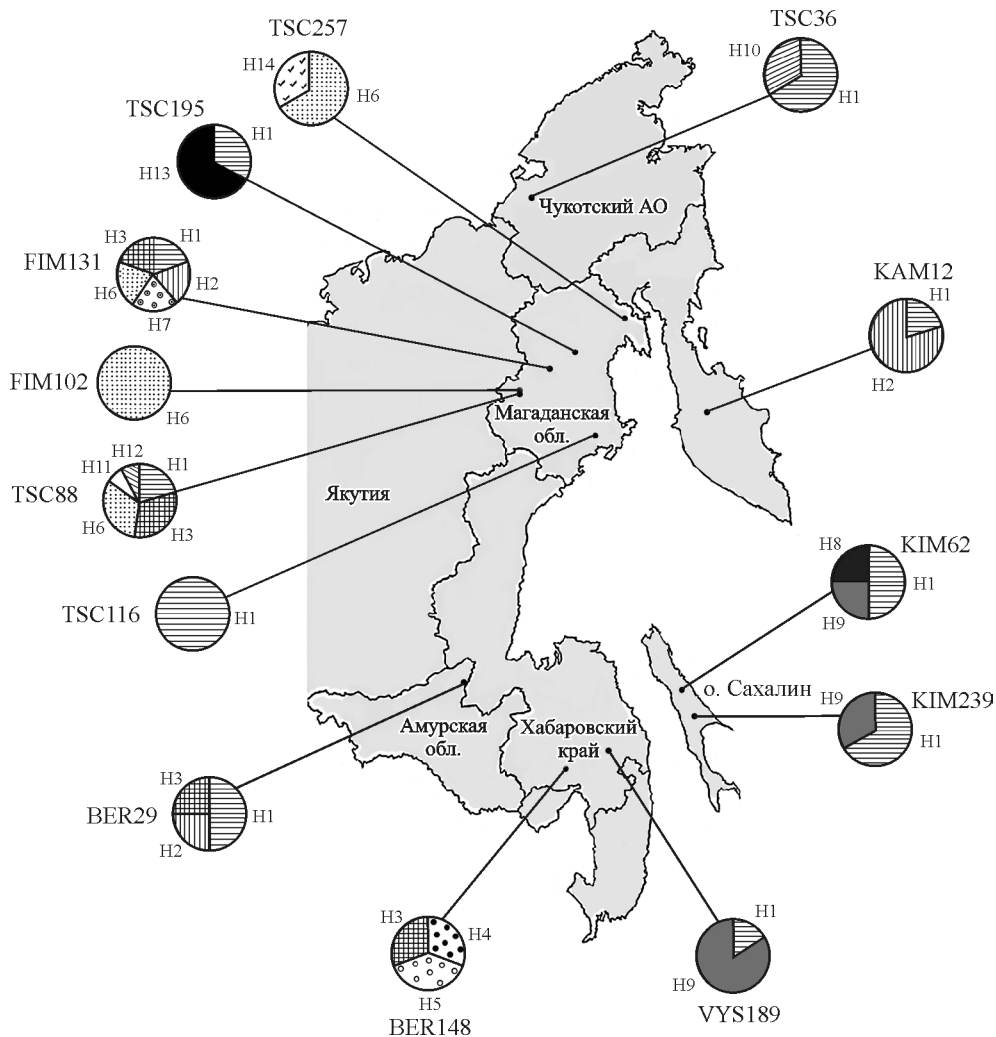 TSC257
H14
H6
TSC36
H10
H1
TSC195
H1
H13
Чукотский АО
FIM131
H3
H1
H6
H2
H7
KAM12
H1
H2
FIM102
H6
Магаданская
обл.
TSC88
H11
H12
H1
H6
H3
Якутия
TSC116
H1
KIM62
H8
H1
H9
о. Сахалин
KIM239
H9
H1
Амурская
обл.
Хабаровский
край
BER29
H3
H1
H2
H3
H4
H5
BER148
H1
H9
VYS189